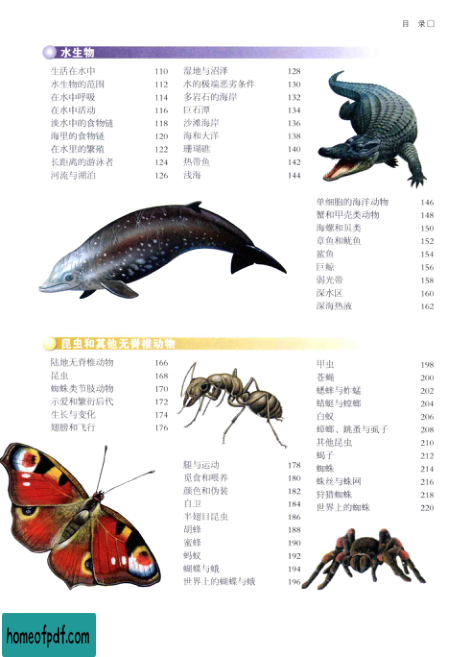 目 录□
水生物
生活在水中 110
水生物的范围 112
在水中呼吸 114
在水中活动 116
淡水中的食物链 118
海里的食物链 120
在水里的繁殖 122
长距离的游泳者 124
河流与湖泊 126
湿地与沼泽 128
水的极端恶劣条件 130
多岩石的海岸 132
巨石潭 134
沙滩海岸 136
海和大洋 138
珊瑚礁 140
热带鱼 142
浅海 144
单细胞的海洋动物 146
蟹和甲壳类动物 148
海螺和贝类 150
章鱼和鱿鱼 152
鲨鱼 154
巨鲸 156
弱光带 158
深水区 160
深海热液 162
昆虫和其他无脊椎动物
陆地无脊椎动物 166
昆虫 168
蜘蛛类节肢动物 170
示爱和繁衍后代 172
生长与变化 174
翅膀和飞行 176
腿与运动 178
觅食和喂养 180
颜色和伪装 182
自卫 184
半翅目昆虫 186
胡蜂 188
蜜蜂 190
蚂蚁 192
蝴蝶与蛾 194
世界上的蝴蝶与蛾 196
甲虫 198
苍蝇 200
蟋蟀与蚱蜢 202
蜻蜓与螳螂 204
白蚁 206
蟑螂、跳蚤与虱子 208
其他昆虫 210
蝎子 212
蜘蛛 214
蛛丝与蛛网 216
狩猎蜘蛛 218
世界上的蜘蛛 220
homeofpdf.com